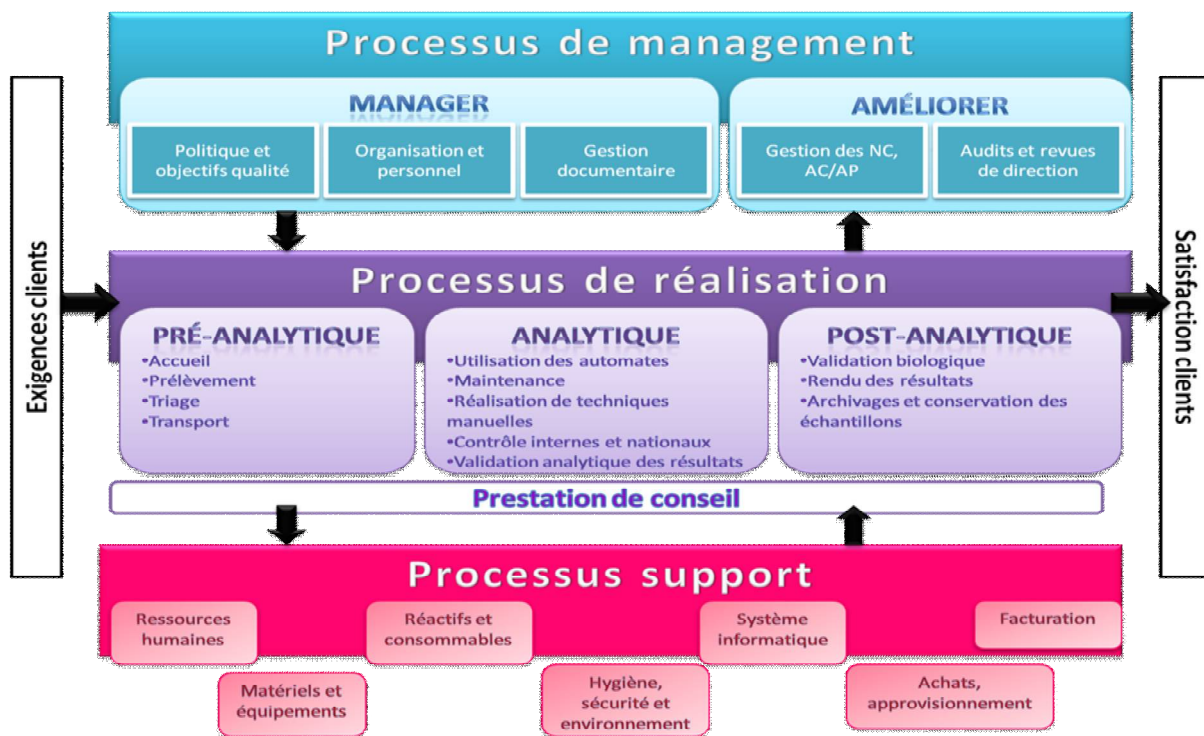 Processus de management
MANAGER
AMÉLIORER
Politique et
objectifs qualité
Organisation et
personnel
Gestion
documentaire
Gestion des NC,
AC/AP
Audits et revues
de direction
Exigences clients
Satisfaction clients
Processus de réalisation
PRÉ-ANALYTIQUE
•Accueil
•Prélèvement
•Triage
•Transport
ANALYTIQUE
•Utilisation des automates
•Maintenance
•Réalisation de techniques
manuelles
•Contrôle internes et nationaux
•Validation analytique des résultats
POST-ANALYTIQUE
•Validation biologique
•Rendu des résultats
•Archivages et conservation des
échantillons
Prestation de conseil
Processus support
Ressources
humaines
Réactifs et
consommables
Système
informatique
Facturation
Matériels et
équipements
Hygiène,
sécurité et
environnement
Achats,
approvisionnement